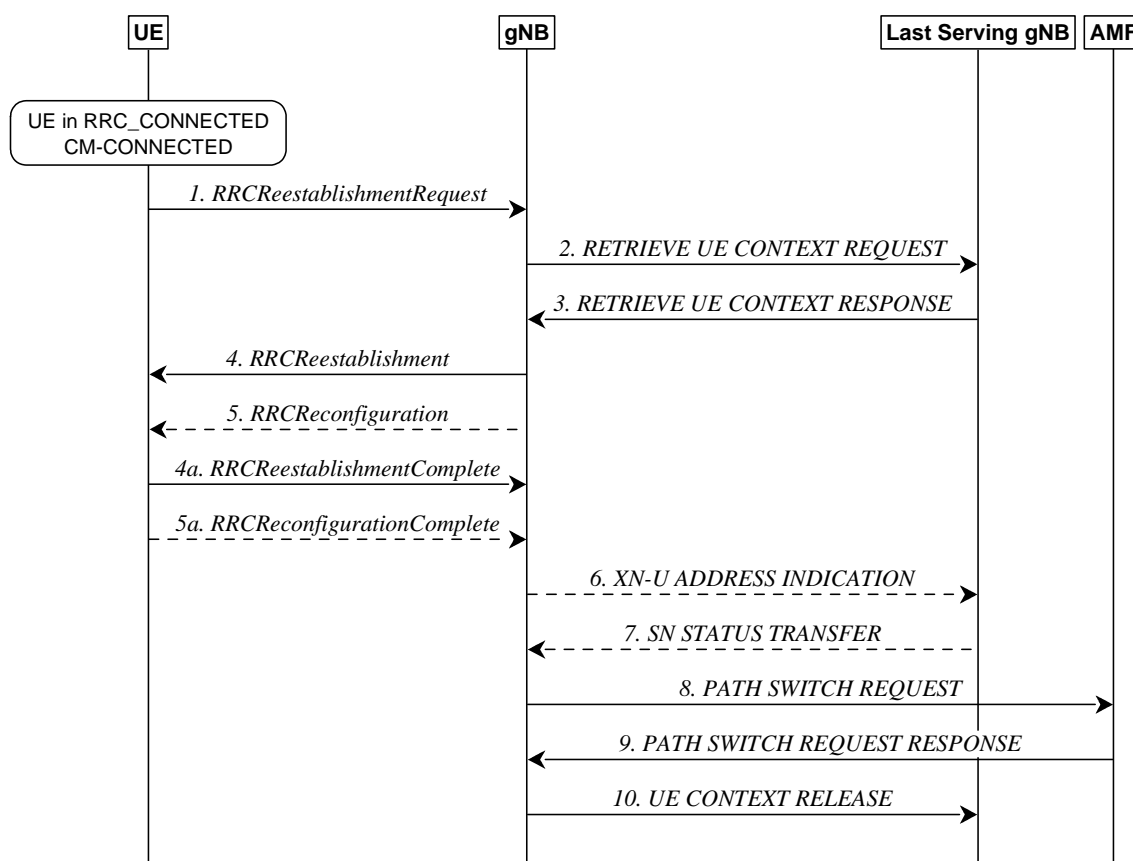 UE
gNB
Last Serving gNB
AMF
UE in RRC_CONNECTED
CM-CONNECTED
1. RRCReestablishmentRequest
2. RETRIEVE UE CONTEXT REQUEST
3. RETRIEVE UE CONTEXT RESPONSE
4. RRCReestablishment
5. RRCReconfiguration
4a. RRCReestablishmentComplete
5a. RRCReconfigurationComplete
6. XN-U ADDRESS INDICATION
7. SN STATUS TRANSFER
8. PATH SWITCH REQUEST
9. PATH SWITCH REQUEST RESPONSE
10. UE CONTEXT RELEASE